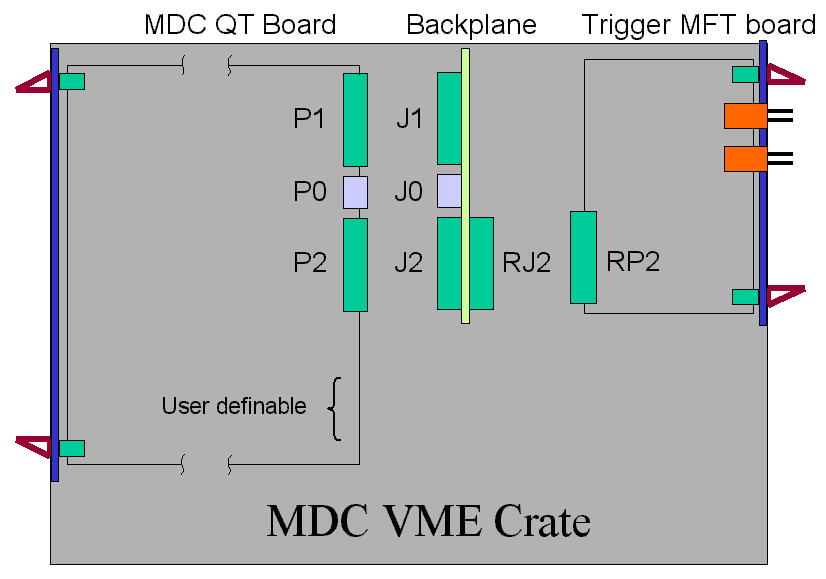 MDC QT Board
Backplane
Trigger MFT board
P1
J1
P0
J0
P2
J2
RJ2
RP2
User definable
MDC VME Crate